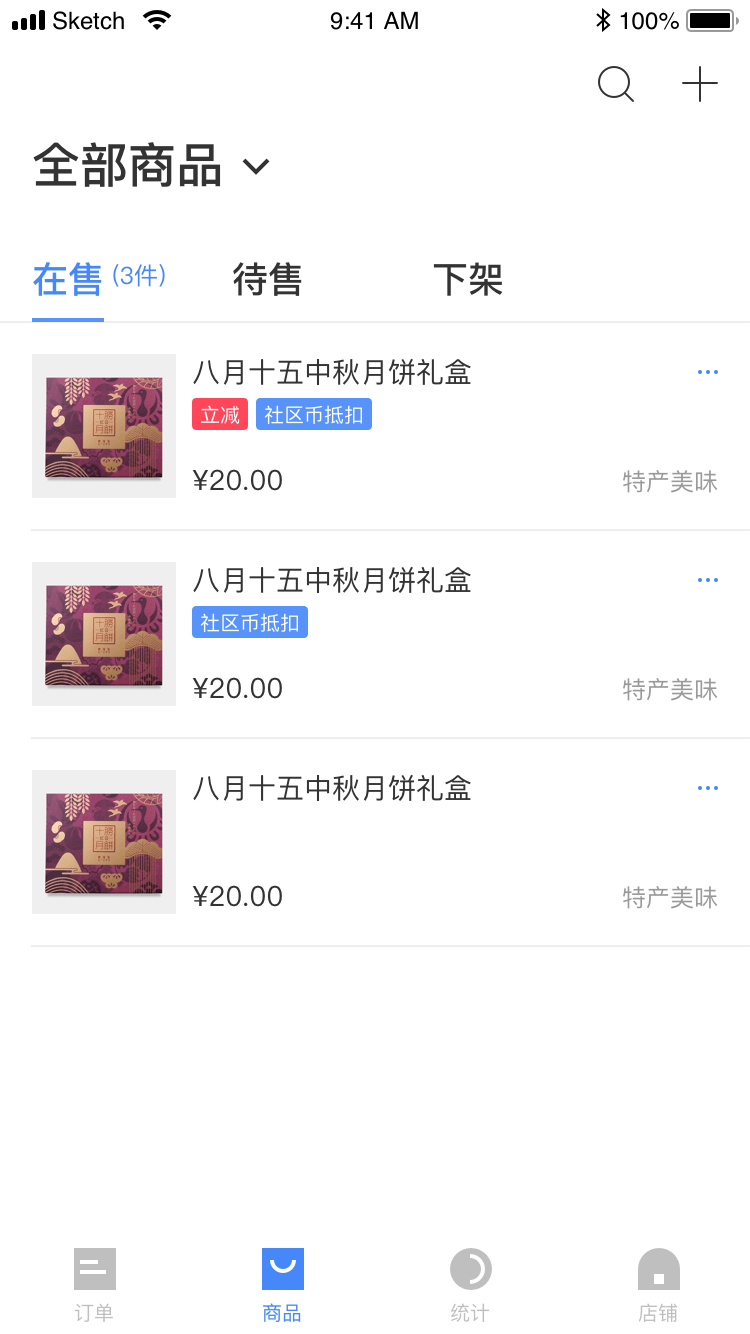 Sketch 9:41 AM 100%
全部商品
在售 (3件) 待售 下架
八月十五中秋月饼礼盒
立减 社区币抵扣
¥20.00 特产美味
八月十五中秋月饼礼盒
社区币抵扣
¥20.00 特产美味
八月十五中秋月饼礼盒
¥20.00 特产美味
订单 商品 统计 店铺